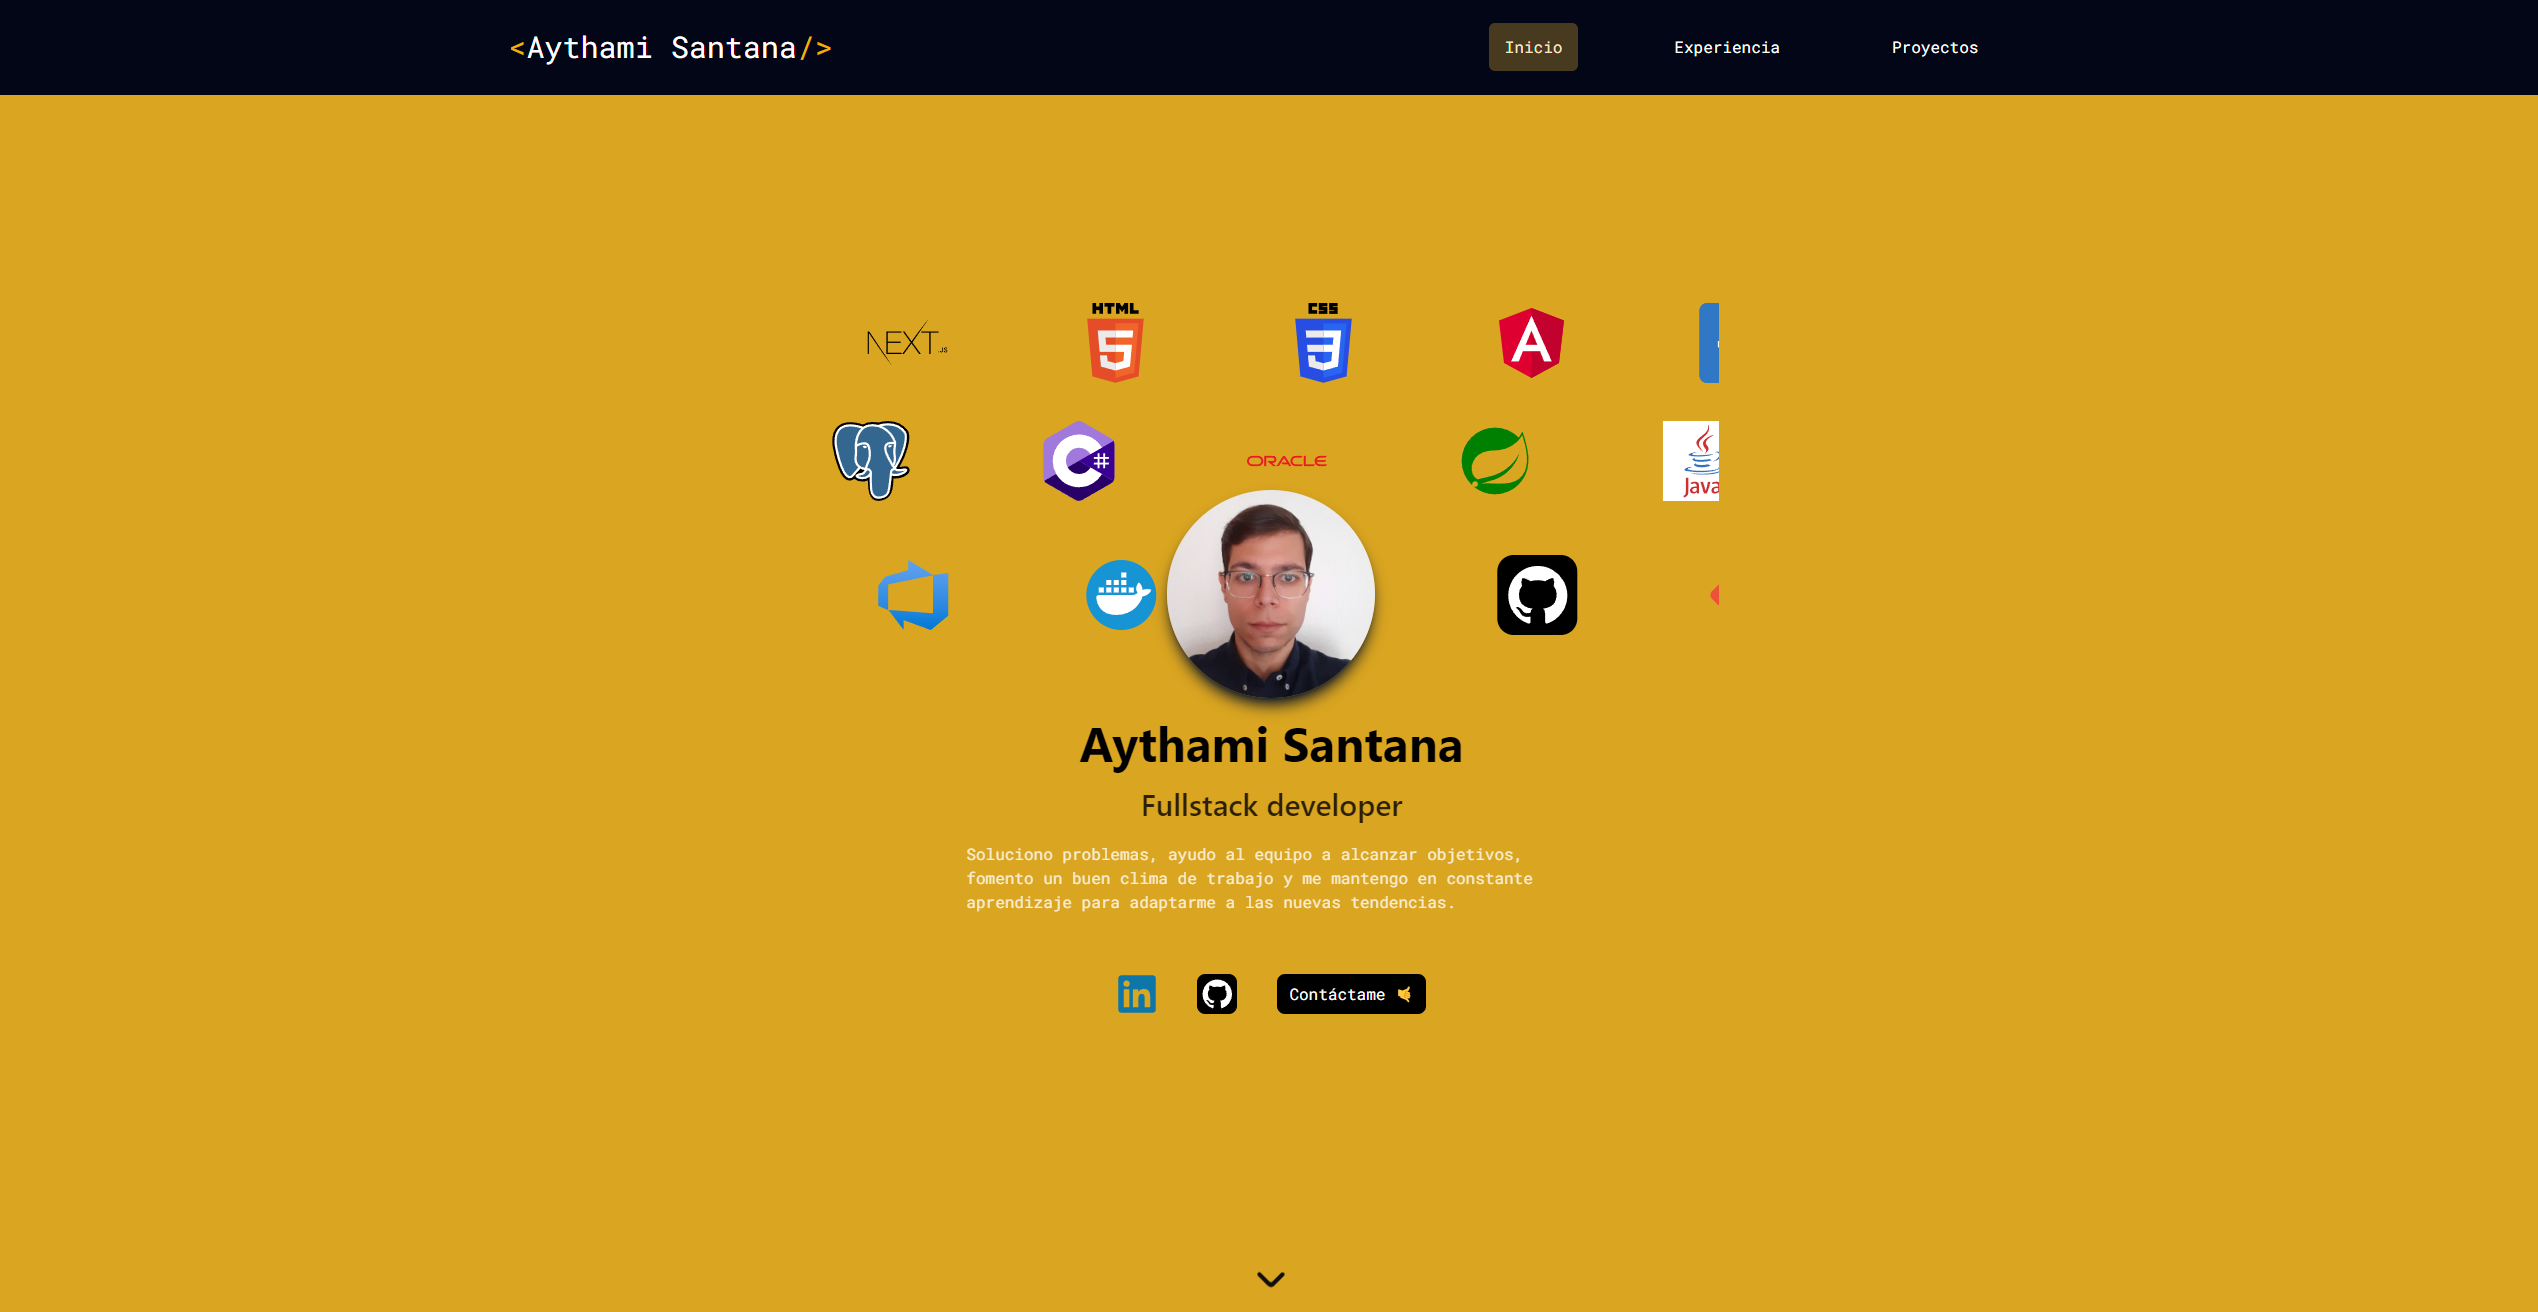 <Aythami Santana/>
Inicio
Experiencia
Proyectos
NEXT.JS
HTML
5
CSS
3
A
C#
ORACLE
Java
Aythami Santana
Fullstack developer
Soluciono problemas, ayudo al equipo a alcanzar objetivos,
fomento un buen clima de trabajo y me mantengo en constante
aprendizaje para adaptarme a las nuevas tendencias.
in
Contáctame 🤙